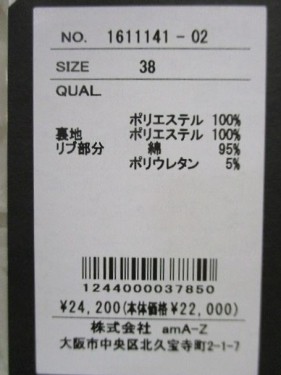 NO. 1611141-02
SIZE 38
QUAL
ポリエステル 100%
裏地 ポリエステル 100%
リブ部分 綿 95%
ポリウレタン 5%
1244000037850
¥24,200(本体価格¥22,000)
株式会社 amA-Z
大阪市中央区北久宝寺町2-1-7